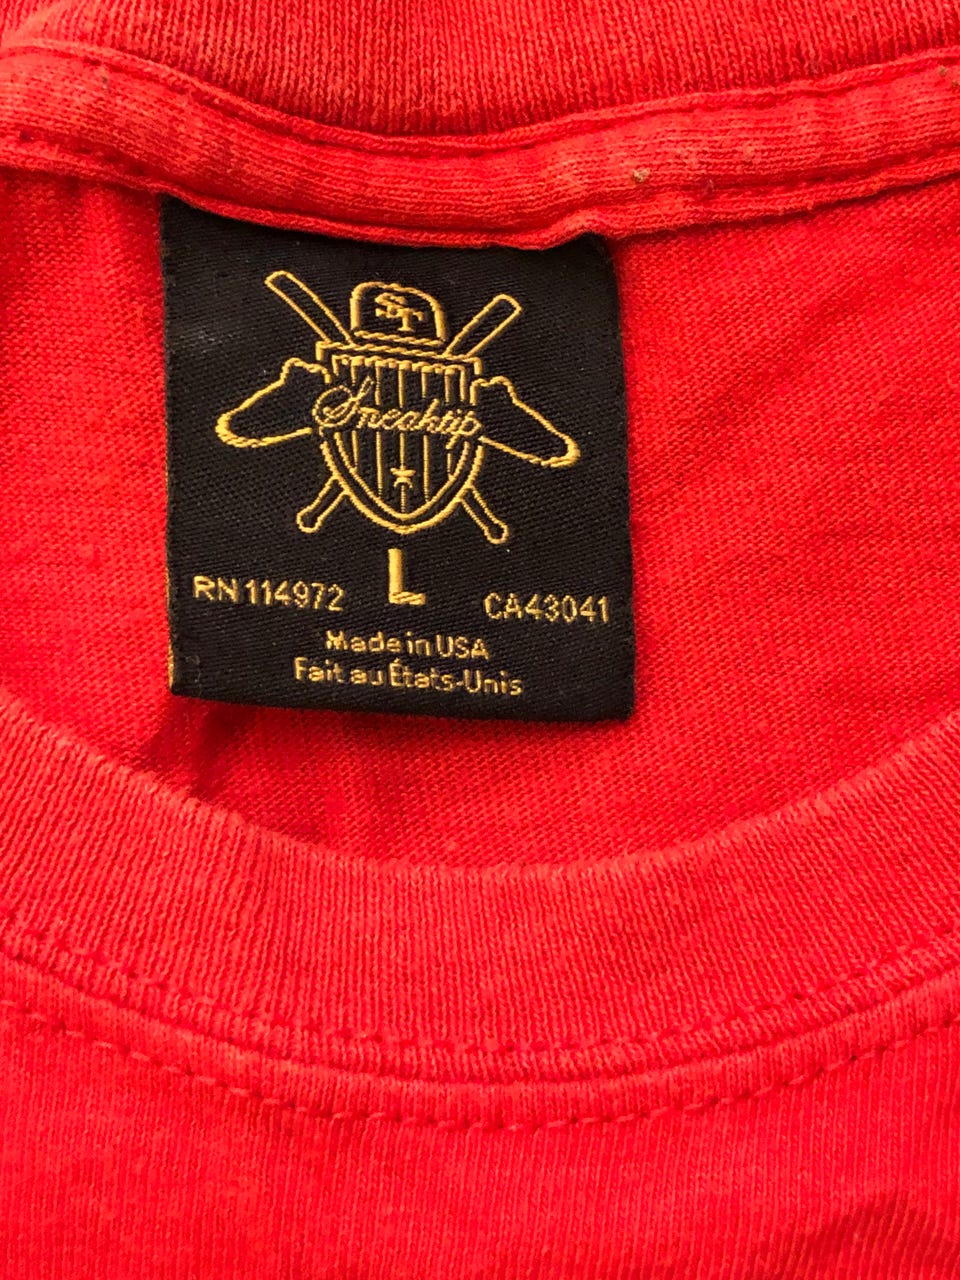 ST
Sneaktip
L
RN 114972
CA43041
Made in USA
Fait au États-Unis